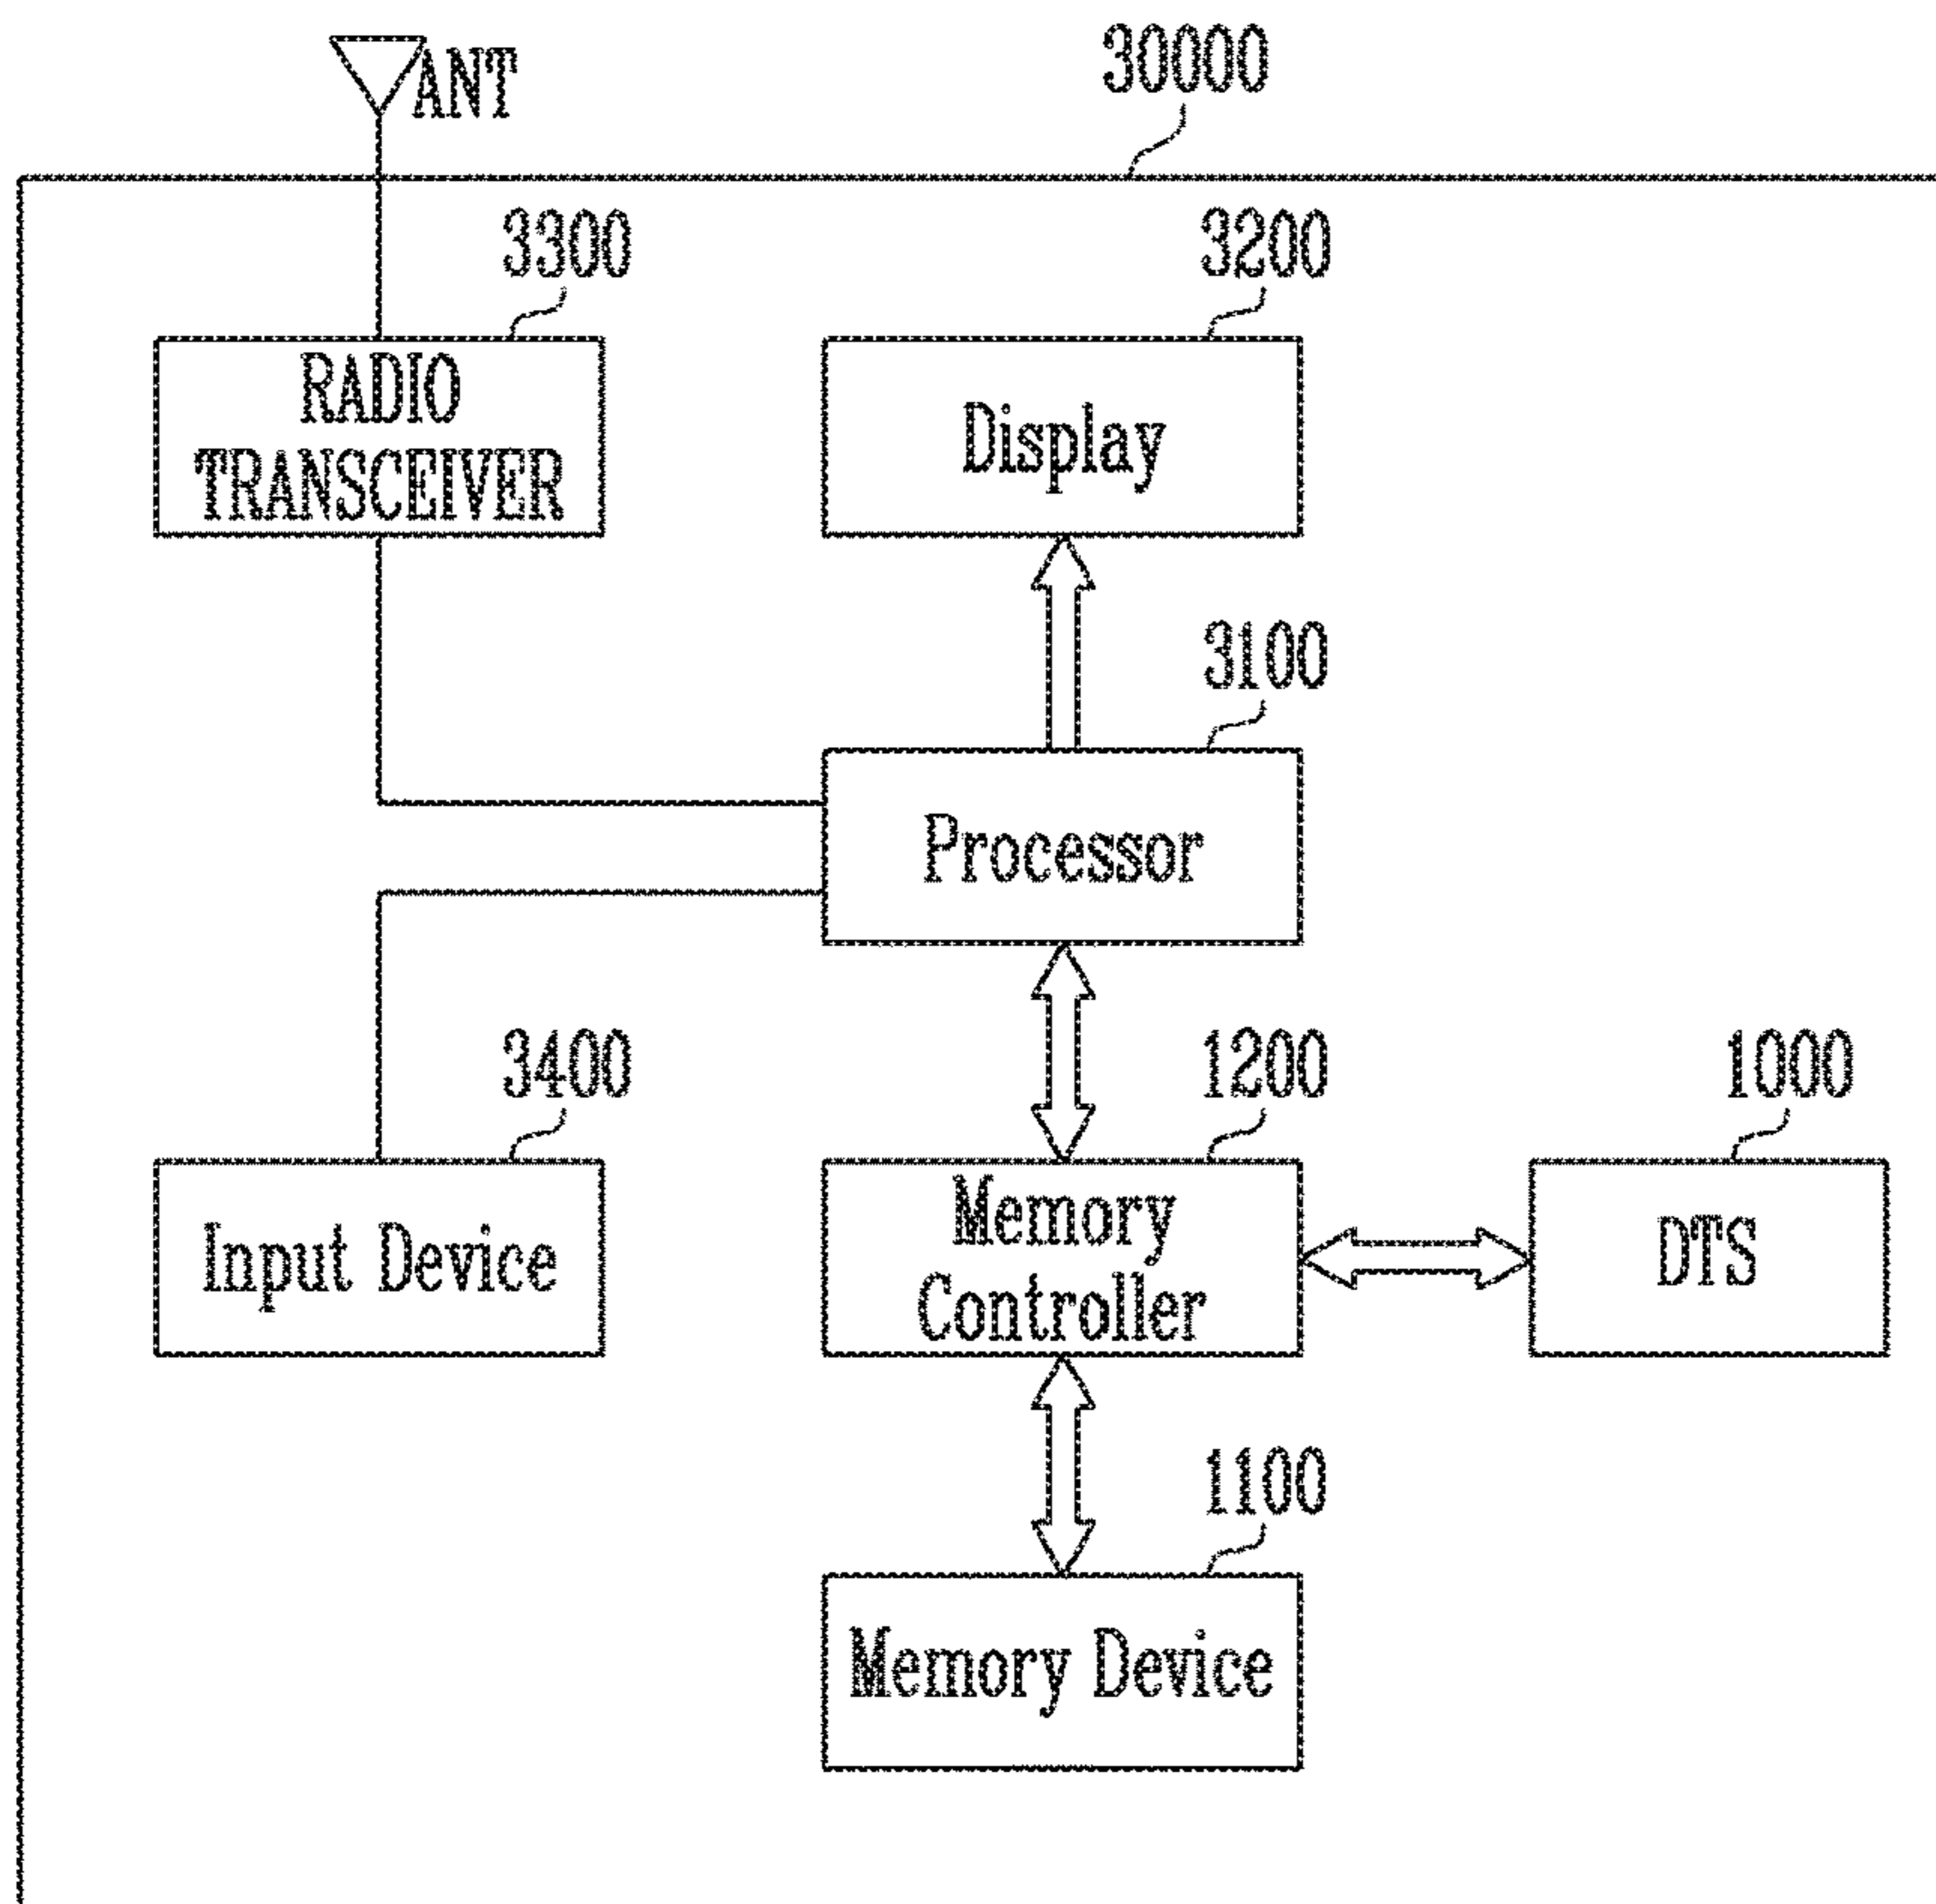 ANT
30000
3300
3200
RADIO
TRANSCEIVER
Display
3100
Processor
3400
1200
1000
Input Device
Memory
Controller
DTS
1100
Memory Device